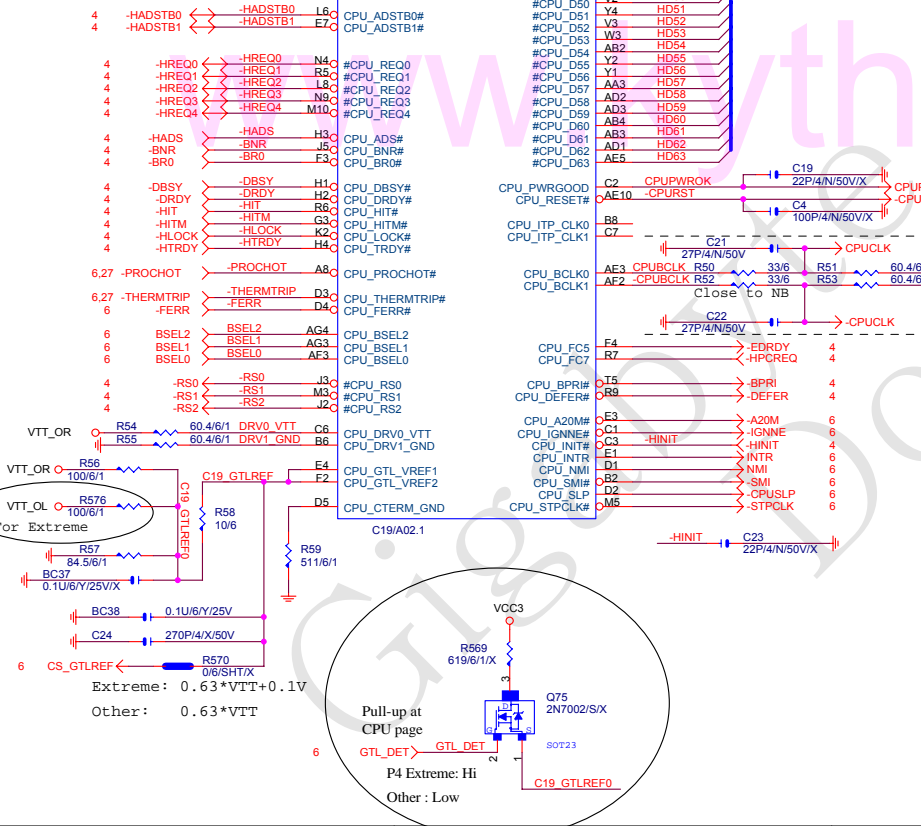 4 -HADSTB0 -HADSTB0 L6 CPU_ADSTB0#
4 -HADSTB1 -HADSTB1 E7 CPU_ADSTB1#
4 -HREQ0 -HREQ0 N4 #CPU_REQ0
4 -HREQ1 -HREQ1 R5 #CPU_REQ1
4 -HREQ2 -HREQ2 L8 #CPU_REQ2
4 -HREQ3 -HREQ3 N9 #CPU_REQ3
4 -HREQ4 -HREQ4 M10 #CPU_REQ4
4 -HADS -HADS H3 CPU_ADS#
4 -BNR -BNR J5 CPU_BNR#
4 -BR0 -BR0 F3 CPU_BR0#
4 -DBSY -DBSY H1 CPU_DBSY#
4 -DRDY -DRDY H2 CPU_DRDY#
4 -HIT -HIT R6 CPU_HIT#
4 -HITM -HITM G3 CPU_HITM#
4 -HLOCK -HLOCK K2 CPU_LOCK#
4 -HTRDY -HTRDY H4 CPU_TRDY#
6,27 -PROCHOT -PROCHOT A8 CPU_PROCHOT#
6,27 -THERMTRIP -THERMTRIP D3 CPU_THERMTRIP#
6 -FERR -FERR D4 CPU_FERR#
6 BSEL2 BSEL2 AG4 CPU_BSEL2
6 BSEL1 BSEL1 AG3 CPU_BSEL1
6 BSEL0 BSEL0 AF3 CPU_BSEL0
4 -RS0 -RS0 J3 #CPU_RS0
4 -RS1 -RS1 M3 #CPU_RS1
4 -RS2 -RS2 J2 #CPU_RS2
VTT_OR R54 60.4/6/1 DRV0_VTT C6 CPU_DRV0_VTT
R55 60.4/6/1 DRV1_GND B6 CPU_DRV1_GND
VTT_OR R56 100/6/1 C19_GTLREF E4 CPU_GTL_VREF1
F2 CPU_GTL_VREF2
VTT_OL R576 100/6/1
for Extreme
C19_GTLREF0
R58
10/6
D5 CPU_CTERM_GND
C19/A02.1
R57
84.5/6/1
BC37
0.1U/6/Y/25V/X
R59
511/6/1
BC38 0.1U/6/Y/25V
C24 270P/4/X/50V
6 CS_GTLREF R570
0/6/SHT/X
Extreme: 0.63*VTT+0.1V
Other: 0.63*VTT
#CPU_D50
#CPU_D51 Y4 HD51
#CPU_D52 V3 HD52
#CPU_D53 W3 HD53
#CPU_D54 AB2 HD54
#CPU_D55 Y2 HD55
#CPU_D56 Y1 HD56
#CPU_D57 AA3 HD57
#CPU_D58 AD2 HD58
#CPU_D59 AD3 HD59
#CPU_D60 AB4 HD60
#CPU_D61 AB3 HD61
#CPU_D62 AD1 HD62
#CPU_D63 AE5 HD63
CPU_PWRGOOD C2 CPUPWROK
CPU_RESET# AE10 -CPURST
C19
22P/4/N/50V/X
C4
100P/4/N/50V/X
CPUP
-CPU
CPU_ITP_CLK0 B8
CPU_ITP_CLK1 C7
C21
27P/4/N/50V
CPUCLK
CPU_BCLK0 AE3 CPUBCLK R50 33/6 R51 60.4/6
CPU_BCLK1 AF2 -CPUBCLK R52 33/6 R53 60.4/6
Close to NB
C22
27P/4/N/50V
-CPUCLK
CPU_FC5 F4 -EDRDY 4
CPU_FC7 R7 -HPCREQ 4
CPU_BPRI# T5 -BPRI 4
CPU_DEFER# R9 -DEFER 4
CPU_A20M# E3 -A20M 6
CPU_IGNNE# C1 -IGNNE 6
CPU_INIT# C3 -HINIT -HINIT 4
CPU_INTR E1 INTR 6
CPU_NMI D1 NMI 6
CPU_SMI# B2 -SMI 6
CPU_SLP D2 -CPUSLP 6
CPU_STPCLK# M5 -STPCLK 6
-HINIT C23
22P/4/N/50V/X
VCC3
R569
619/6/1/X
3
Q75
2N7002/S/X
D
G S
SOT23
Pull-up at
CPU page
6 GTL_DET GTL_DET 2 1
P4 Extreme: Hi
Other : Low
C19_GTLREF0
www.kyth
Gigabyte
Do